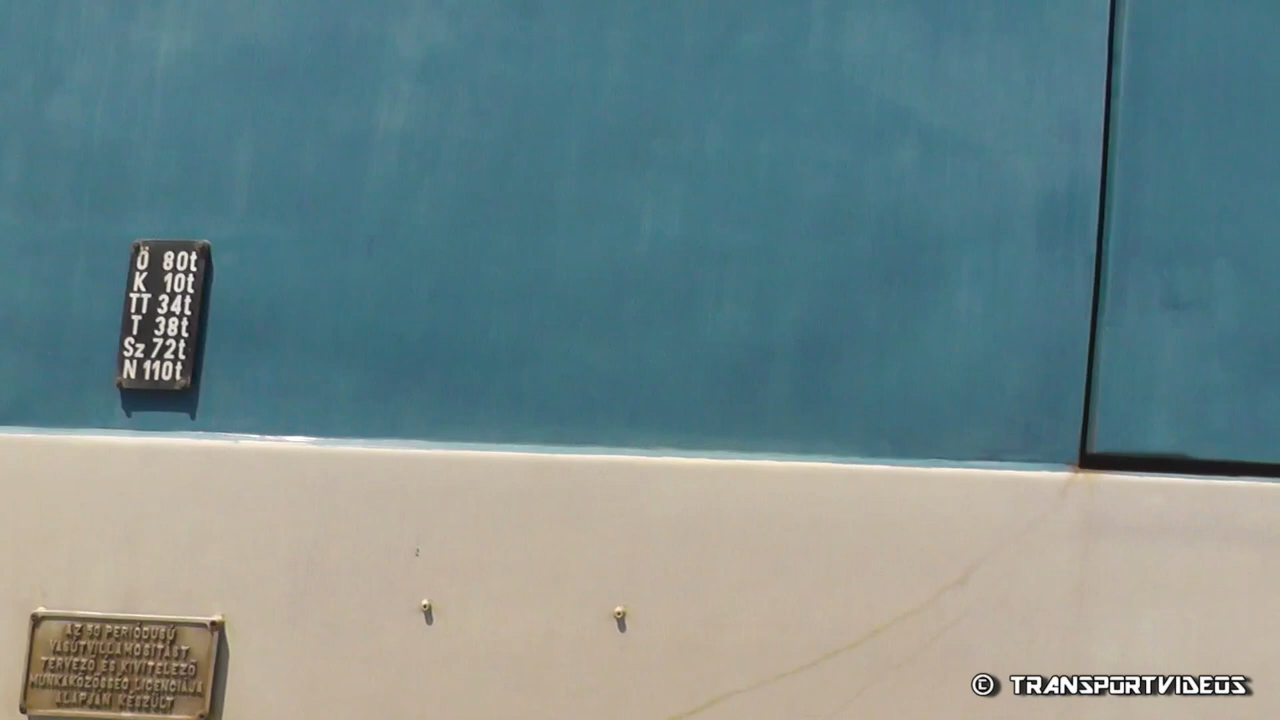 Ö 80t
K 10t
TT 34t
T 38t
Sz 72t
N 110t
AZ 50 PERIÓDUSÚ
VASÚTVILLAMOSÍTÁST
TERVEZŐ ÉS KIVITELEZŐ
MUNKAKÖZÖSSÉG LICENCIÁJA
ALAPJÁN KÉSZÜLT
© TRANSPORTVIDEOS